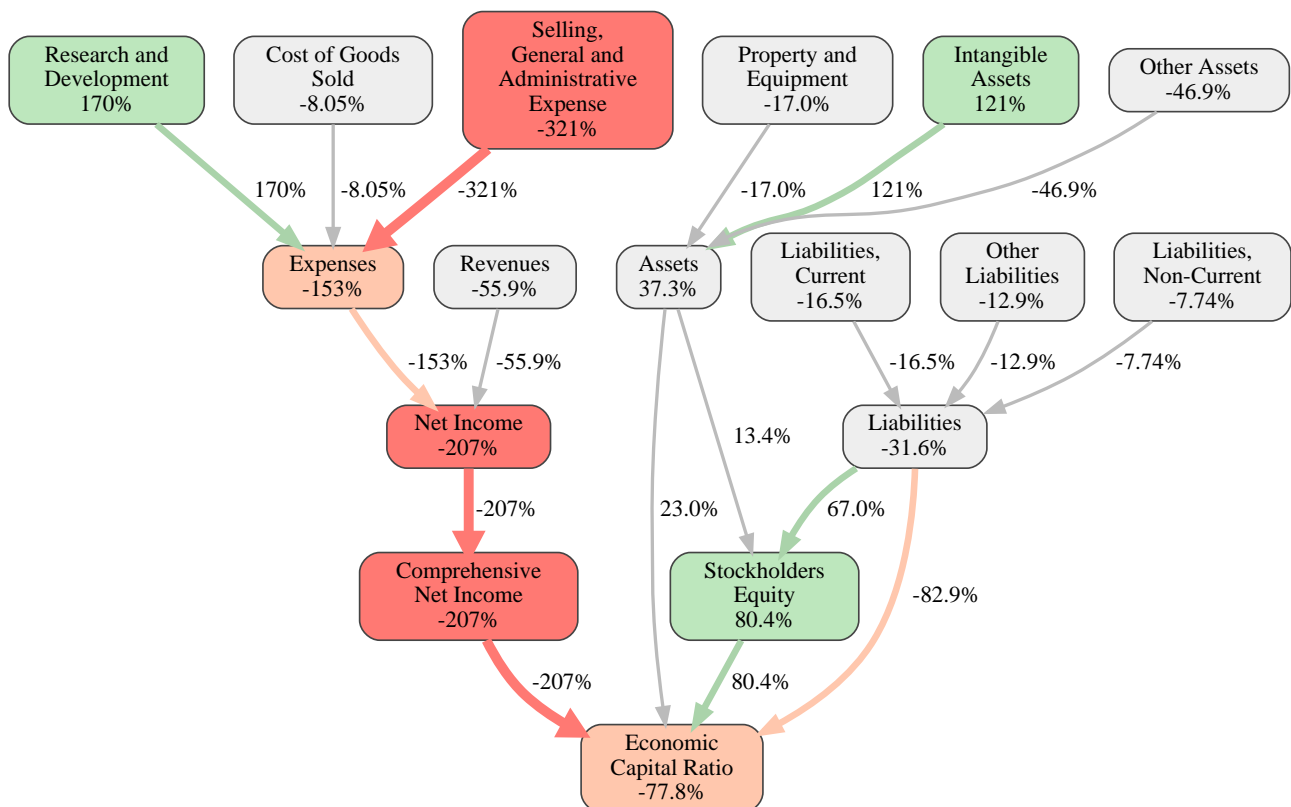 Research and
Development
170%
Cost of Goods
Sold
-8.05%
Selling,
General and
Administrative
Expense
-321%
Property and
Equipment
-17.0%
Intangible
Assets
121%
Other Assets
-46.9%
170%
-8.05%
-321%
-17.0%
121%
-46.9%
Expenses
-153%
Revenues
-55.9%
Assets
37.3%
Liabilities,
Current
-16.5%
Other
Liabilities
-12.9%
Liabilities,
Non-Current
-7.74%
-153%
-55.9%
-16.5%
-12.9%
-7.74%
Net Income
-207%
13.4%
Liabilities
-31.6%
-207%
23.0%
67.0%
Comprehensive
Net Income
-207%
Stockholders
Equity
80.4%
-82.9%
-207%
80.4%
Economic
Capital Ratio
-77.8%